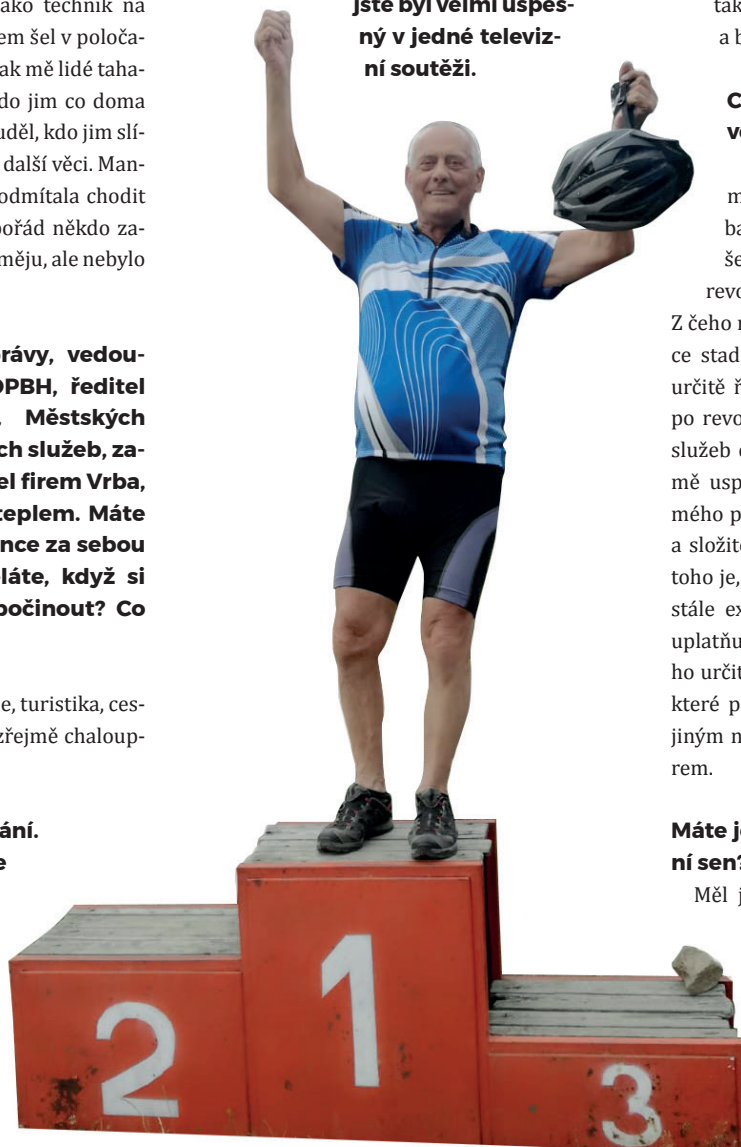 ako technik na
em šel v poloča-
ak mě lidé taha-
do jim co doma
uděl, kdo jim slí-
další věci. Man-
odmítala chodit
pořád někdo za-
měju, ale nebylo
rávy, vedou-
OPBH, ředitel
Městských
ch služeb, za-
el firem Vrba,
teplem. Máte
nce za sebou
láte, když si
počinout? Co
e, turistika, ces-
zřejmě chaloup-
ání.
e
jste byl velmi úspěš-
ný v jedné televiz-
ní soutěži.
tak
a b
C
v
m
ba
še
revo
Z čeho
ce stad
určitě ř
po revo
služeb
mě usp
mého p
a složit
toho je,
stále ex
uplatňu
ho určit
které p
jiným n
rem.
Máte j
ní sen?
Měl j
2
1
3